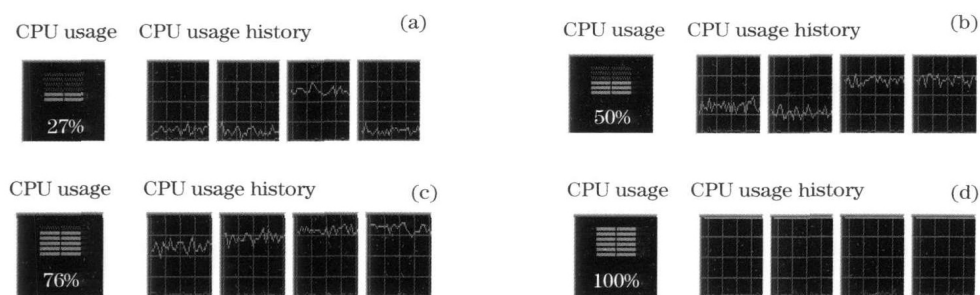 (a)
CPU usage CPU usage history
27%
(b)
CPU usage CPU usage history
50%
(c)
CPU usage CPU usage history
76%
(d)
CPU usage CPU usage history
100%